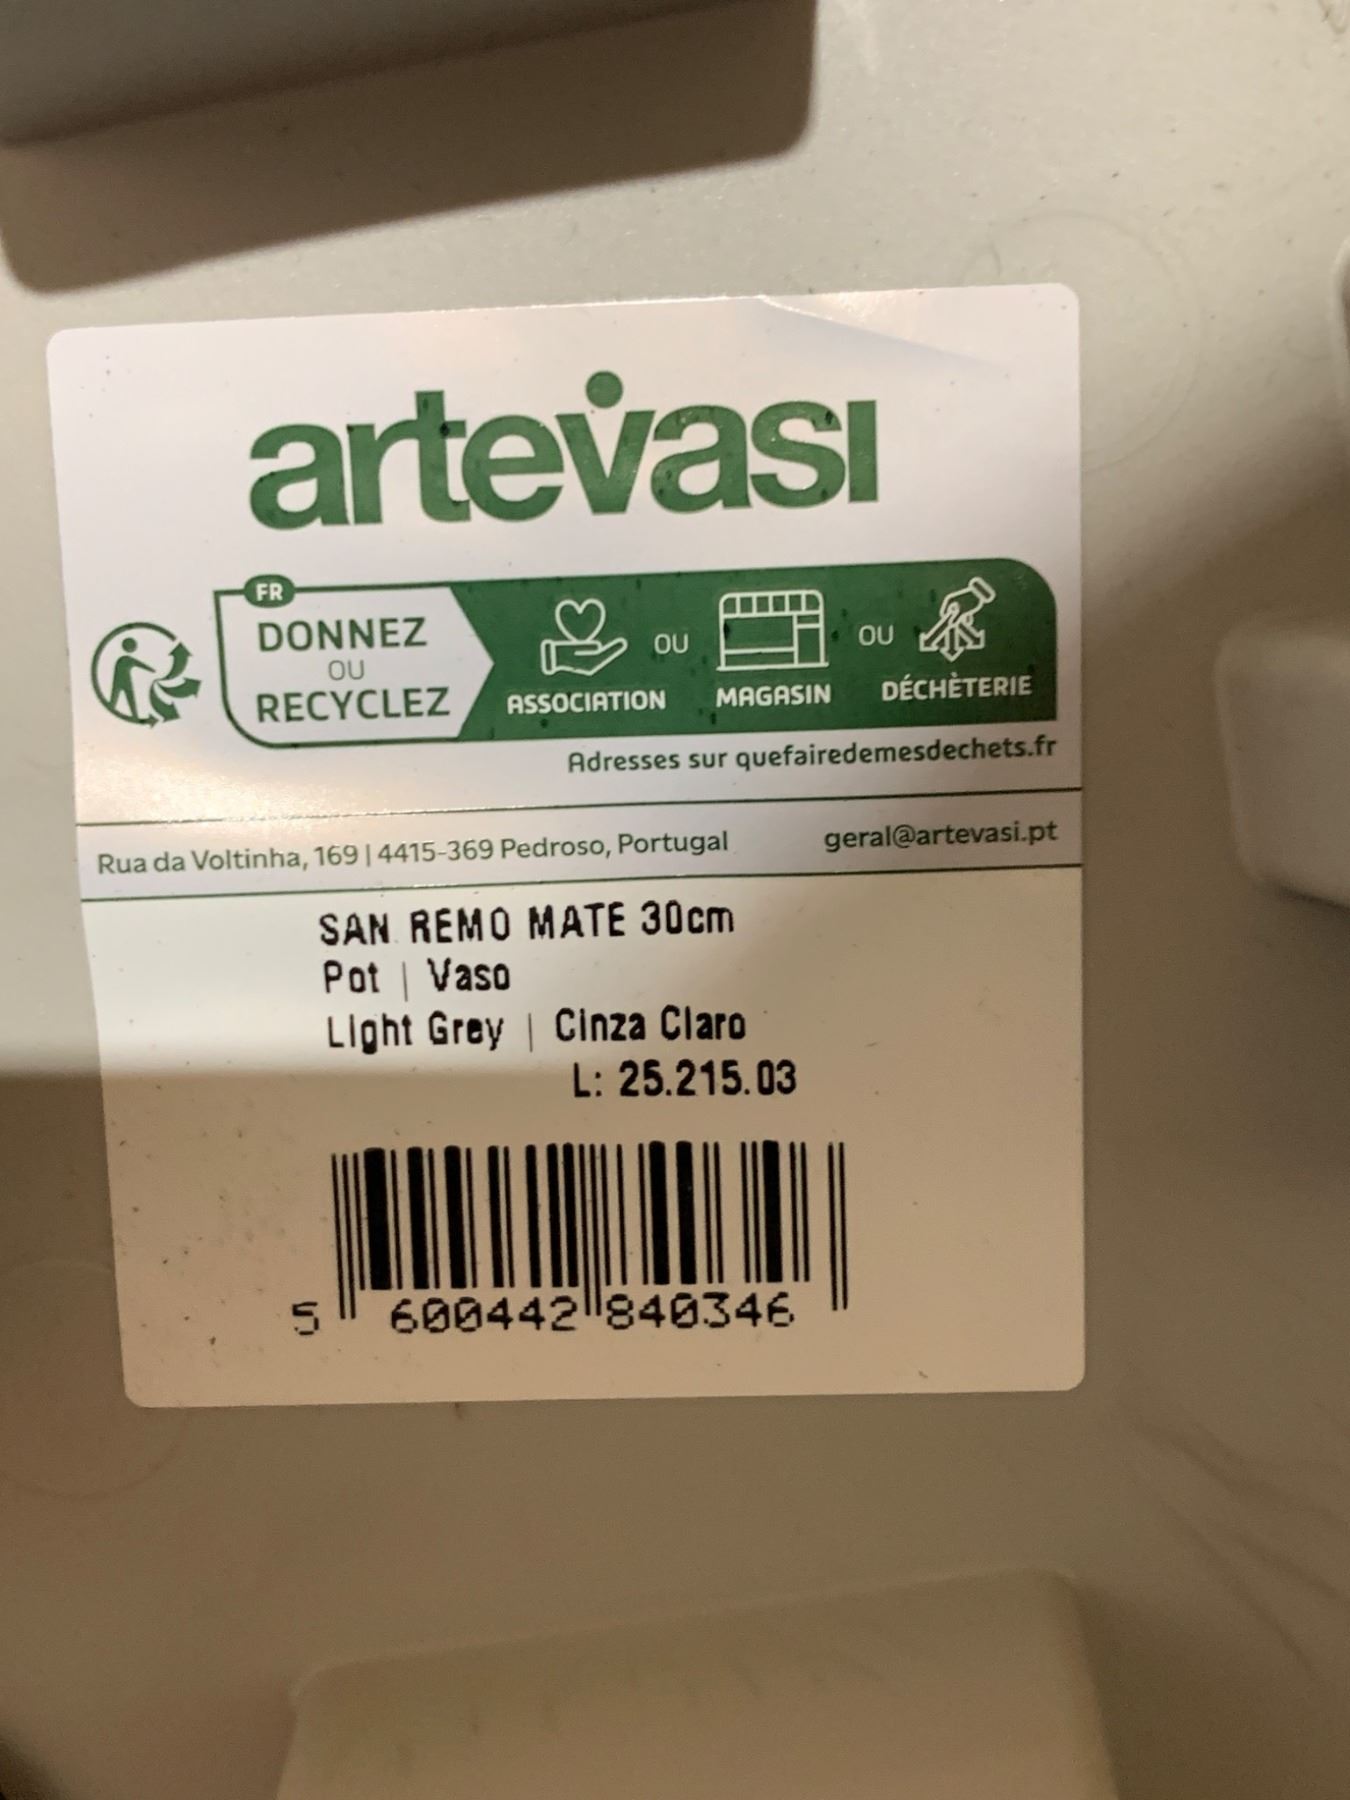 artevasi
FR
DONNEZ
OU
RECYCLEZ
ASSOCIATION
OU
MAGASIN
OU
DÉCHÈTERIE
Adresses sur quefairedemesdechets.fr
Rua da Voltinha, 169 | 4415-369 Pedroso, Portugal
geral@artevasi.pt
SAN REMO MATE 30cm
Pot | Vaso
Light Grey | Cinza Claro
L: 25.215.03
5 600442 840346